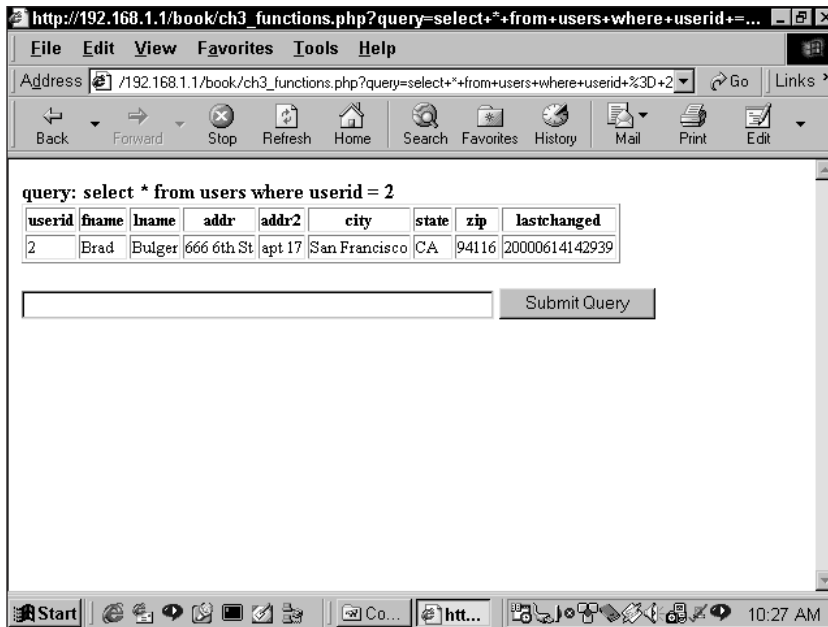 http://192.168.1.1/book/ch3_functions.php?query=select+*+from+users+where+userid+=...
File Edit View Favorites Tools Help
Address /192.168.1.1/book/ch3_functions.php?query=select+*+from+users+where+userid+%3D+2 Go Links
Back Forward Stop Refresh Home Search Favorites History Mail Print Edit
query: select * from users where userid = 2
userid fname lname addr addr2 city state zip lastchanged
2 Brad Bulger 666 6th St apt 17 San Francisco CA 94116 20000614142939
Submit Query
Start Co... htt... 10:27 AM